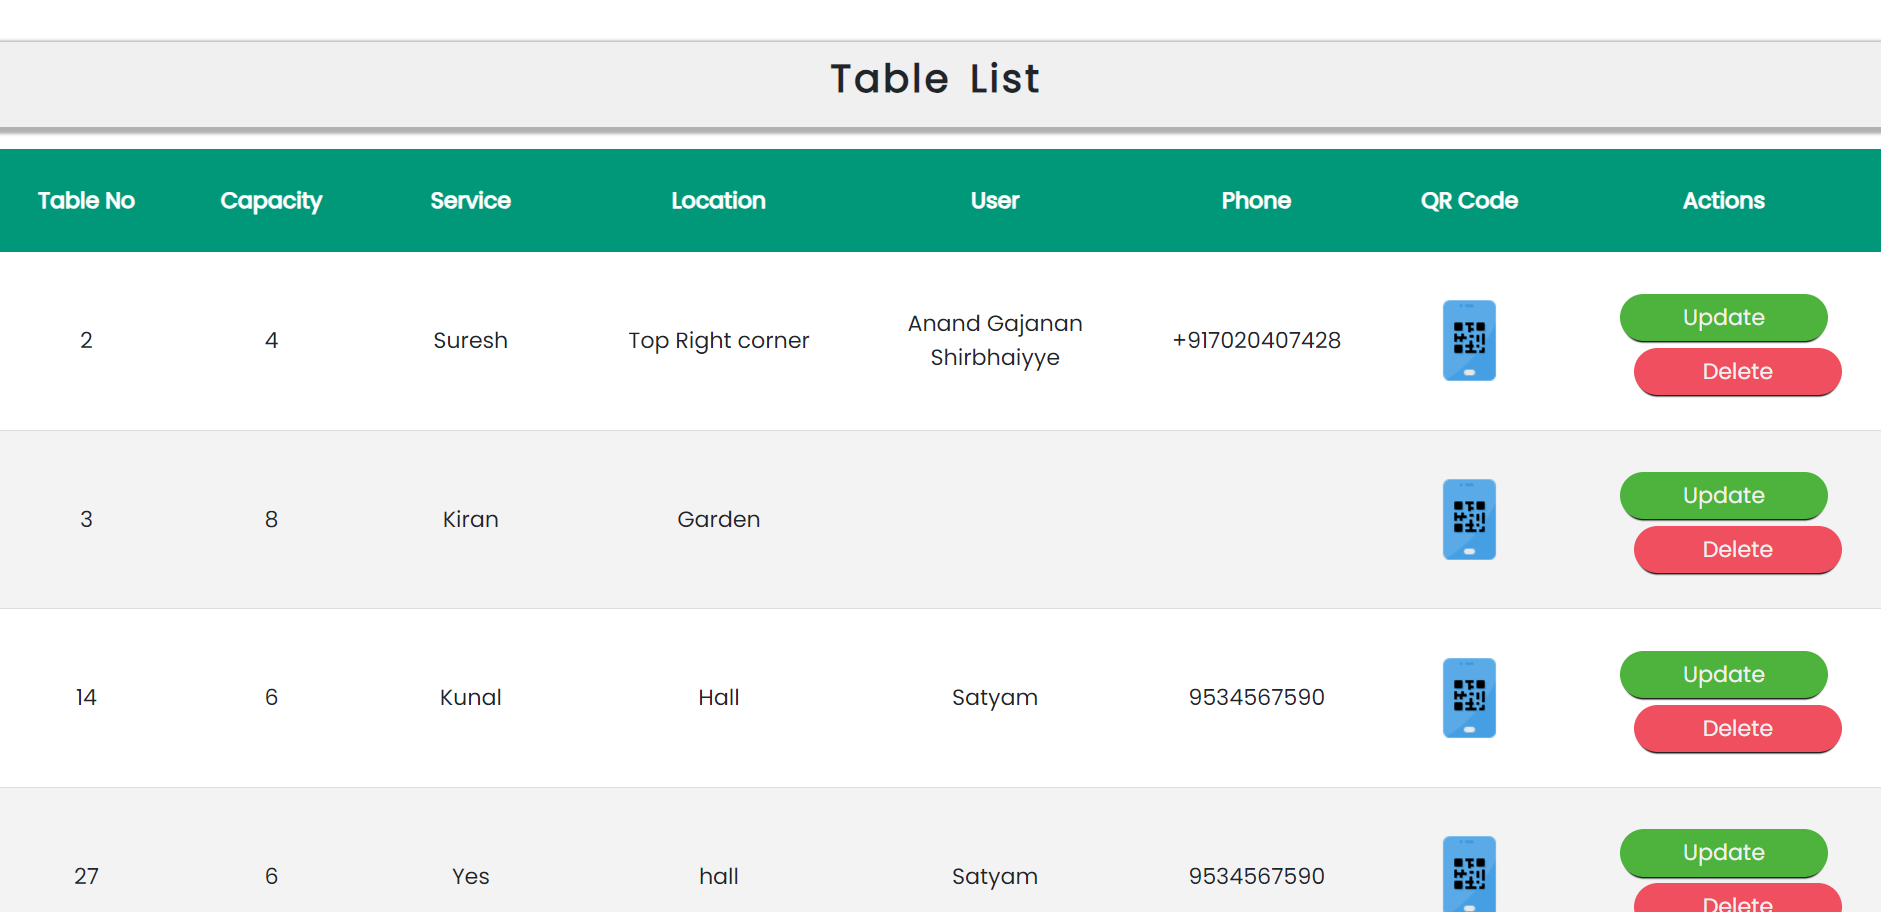 Table List
Table No Capacity Service Location User Phone QR Code Actions
2 4 Suresh Top Right corner Anand Gajanan Shirbhaiyye +917020407428 Update
Delete
3 8 Kiran Garden Update
Delete
14 6 Kunal Hall Satyam 9534567590 Update
Delete
27 6 Yes hall Satyam 9534567590 Update
Delete